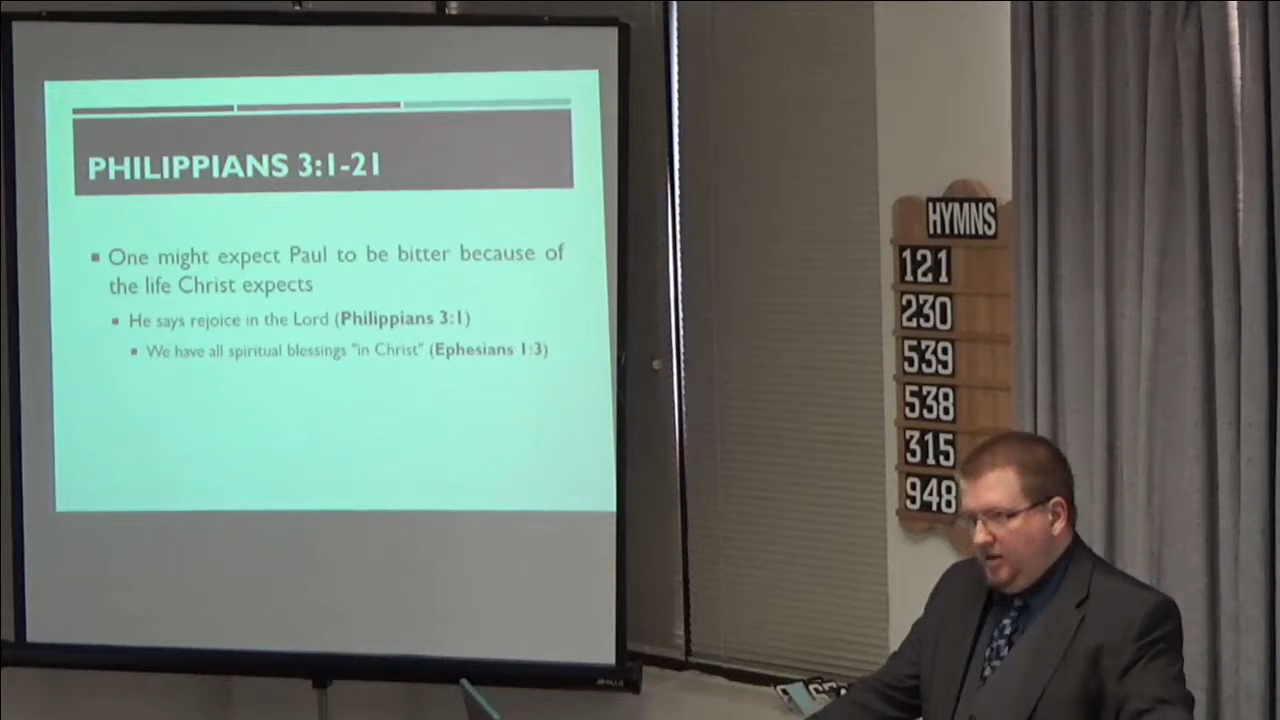 PHILIPPIANS 3:1-21
▪ One might expect Paul to be bitter because of
the life Christ expects
▪ He says rejoice in the Lord (Philippians 3:1)
▪ We have all spiritual blessings "in Christ" (Ephesians 1:3)
APOLLO
HYMNS
121
230
539
538
315
948